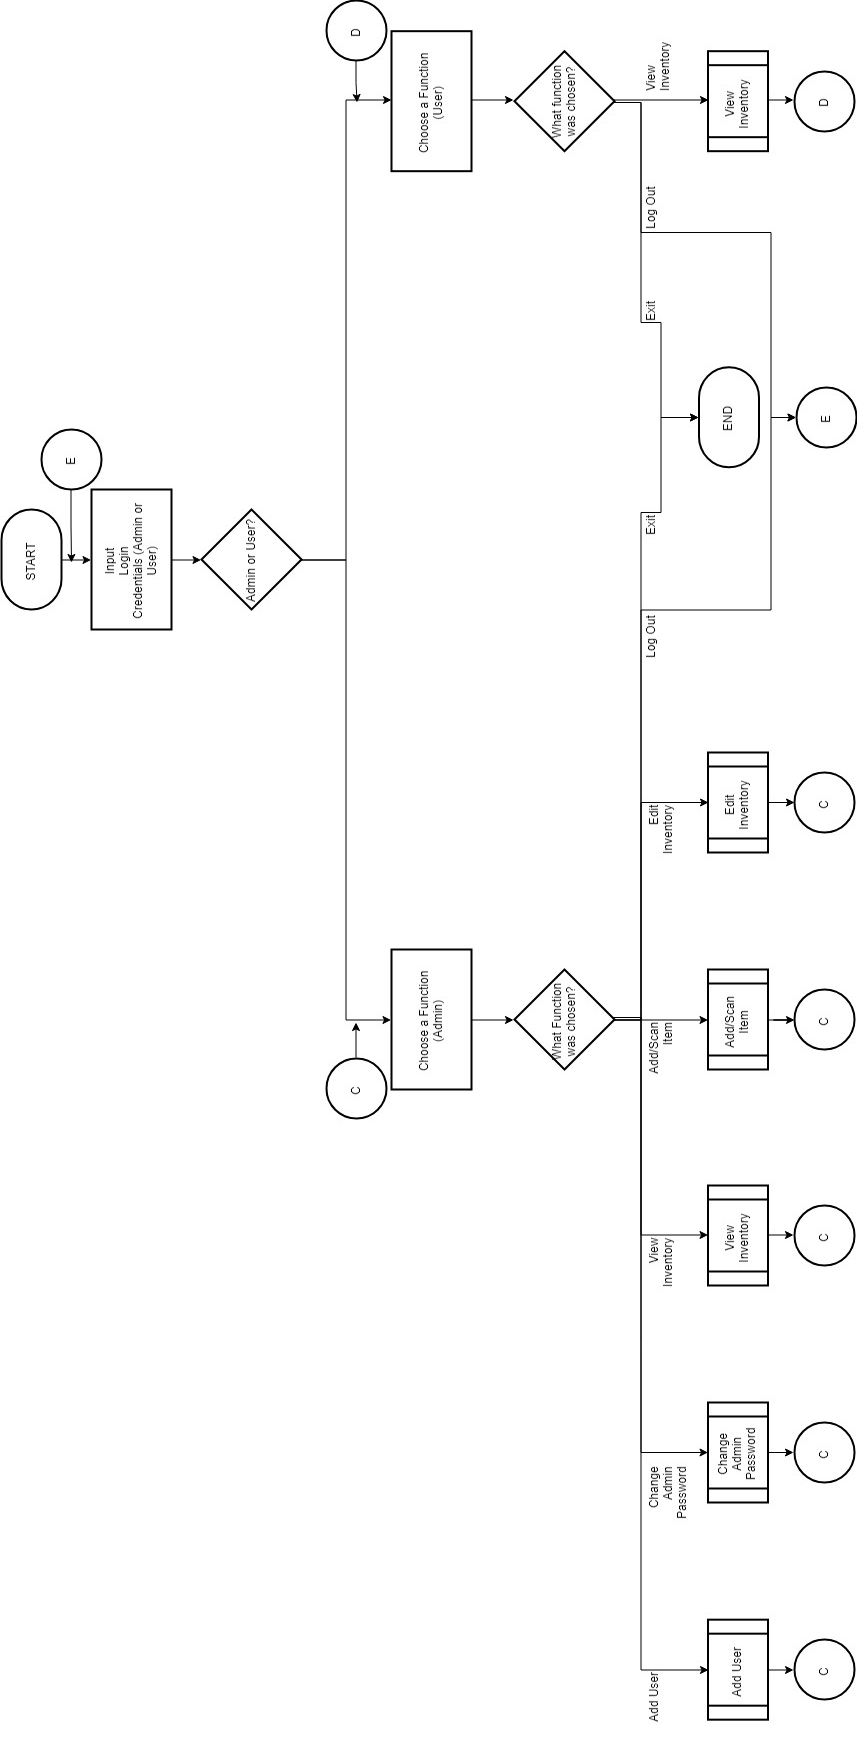 START
E
Input
Login
Credentials (Admin or
User)
Admin or User?
C
Choose a Function
(Admin)
What Function
was chosen?
D
Choose a Function
(User)
What function
was chosen?
Add User
Change
Admin
Password
View
Inventory
Add/Scan
Item
Edit
Inventory
Log Out
Exit
Exit
Log Out
View
Inventory
Add User
Change
Admin
Password
View
Inventory
Add/Scan
Item
Edit
Inventory
END
View
Inventory
C
C
C
C
C
E
D